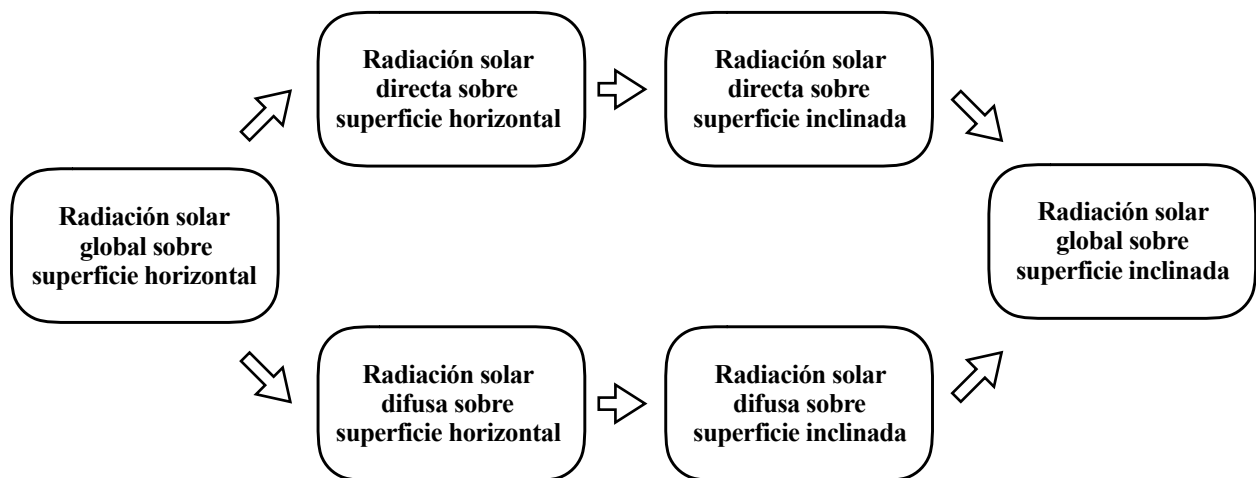 Radiación solar
directa sobre
superficie horizontal
Radiación solar
directa sobre
superficie inclinada
Radiación solar
global sobre
superficie horizontal
Radiación solar
global sobre
superficie inclinada
Radiación solar
difusa sobre
superficie horizontal
Radiación solar
difusa sobre
superficie inclinada